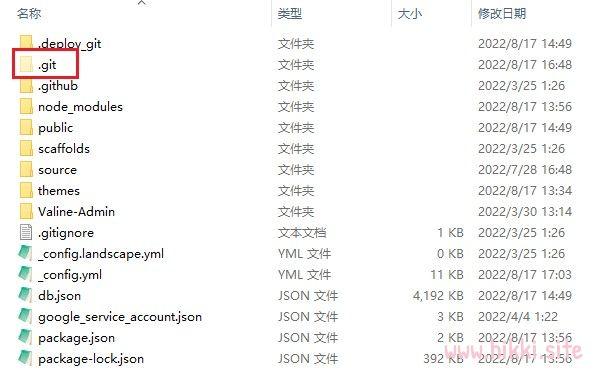 名称 类型 大小 修改日期
.deploy_git 文件夹 2022/8/17 14:49
.git 文件夹 2022/8/17 16:48
.github 文件夹 2022/3/25 1:26
node_modules 文件夹 2022/8/17 13:56
public 文件夹 2022/8/17 14:49
scaffolds 文件夹 2022/3/25 1:26
source 文件夹 2022/7/28 16:48
themes 文件夹 2022/8/17 13:34
Valine-Admin 文件夹 2022/3/30 13:14
.gitignore 文本文档 1 KB 2022/3/25 1:26
_config.landscape.yml YML 文件 0 KB 2022/3/25 1:26
_config.yml YML 文件 11 KB 2022/8/17 17:03
db.json JSON 文件 4,192 KB 2022/8/17 14:49
google_service_account.json JSON 文件 3 KB 2022/4/4 1:22
package.json JSON 文件 2 KB 2022/8/17 13:56
package-lock.json JSON 文件 392 KB 2022/8/17 13:56
www.bikki.site